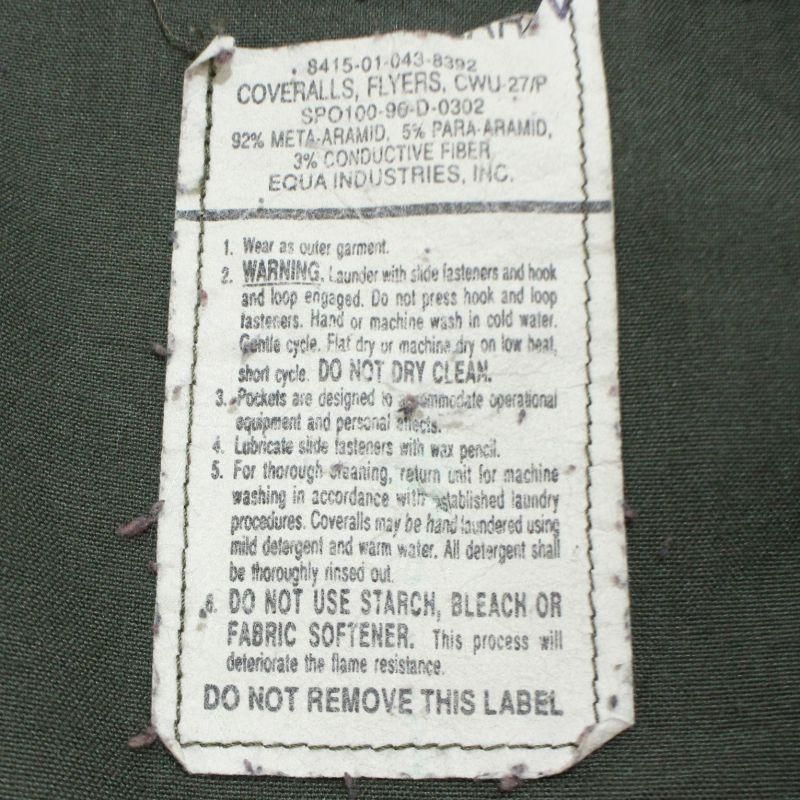 8415-01-043-8392
COVERALLS, FLYERS, CWU-27/P
SPO100-96-D-0302
92% META-ARAMID, 5% PARA-ARAMID,
3% CONDUCTIVE FIBER
EQUA INDUSTRIES, INC.
1. Wear as outer garment.
2. WARNING. Launder with slide fasteners and hook
and loop engaged. Do not press hook and loop
fasteners. Hand or machine wash in cold water.
Gentle cycle. Flat dry or machine dry on low heat,
short cycle. DO NOT DRY CLEAN.
3. Pockets are designed to accommodate operational
equipment and personal effects.
4. Lubricate slide fasteners with wax pencil.
5. For thorough cleaning, return unit for machine
washing in accordance with established laundry
procedures. Coveralls may be hand laundered using
mild detergent and warm water. All detergent shall
be thoroughly rinsed out.
6. DO NOT USE STARCH, BLEACH OR
FABRIC SOFTENER. This process will
deteriorate the flame resistance.
DO NOT REMOVE THIS LABEL